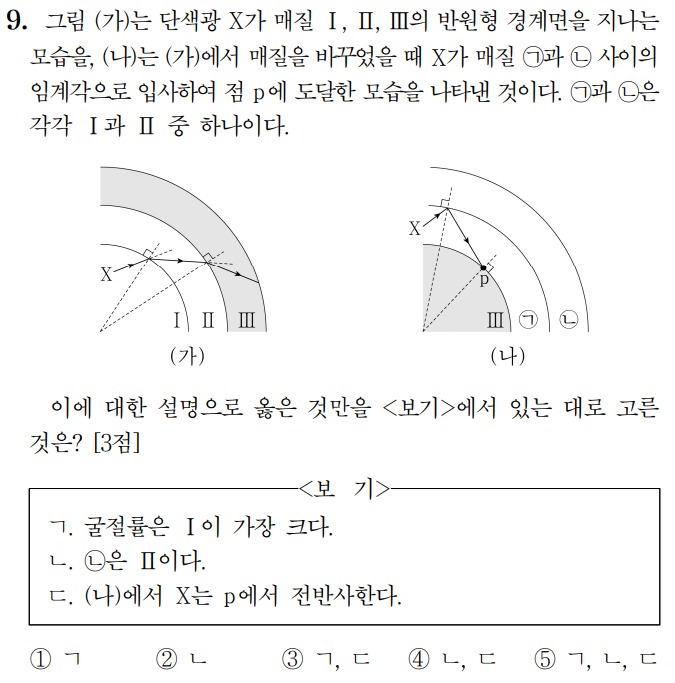 9. 그림 (가)는 단색광 X가 매질 Ⅰ, Ⅱ, Ⅲ의 반원형 경계면을 지나는
모습을, (나)는 (가)에서 매질을 바꾸었을 때 X가 매질 ㉠과 ㉡ 사이의
임계각으로 입사하여 점 p에 도달한 모습을 나타낸 것이다. ㉠과 ㉡은
각각 Ⅰ과 Ⅱ 중 하나이다.
X
Ⅰ Ⅱ Ⅲ
(가)
X
p
Ⅲ ㉠ ㉡
(나)
이에 대한 설명으로 옳은 것만을 <보기>에서 있는 대로 고른
것은? [3점]
<보 기>
ㄱ. 굴절률은 Ⅰ이 가장 크다.
ㄴ. ㉡은 Ⅱ이다.
ㄷ. (나)에서 X는 p에서 전반사한다.
① ㄱ ② ㄴ ③ ㄱ, ㄷ ④ ㄴ, ㄷ ⑤ ㄱ, ㄴ, ㄷ